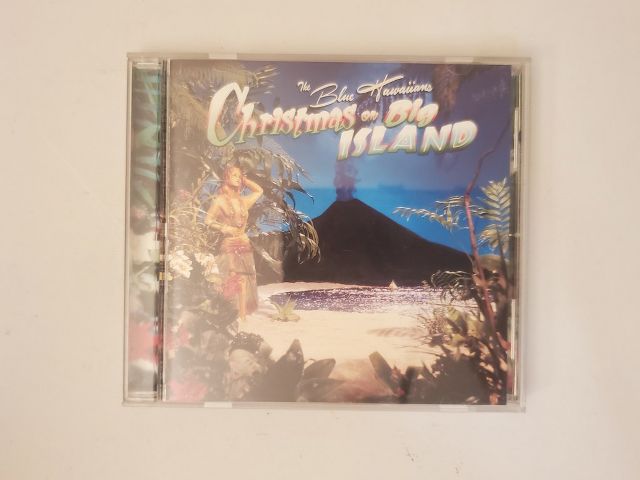 The Blue Hawaiians
Christmas on Big
ISLAND